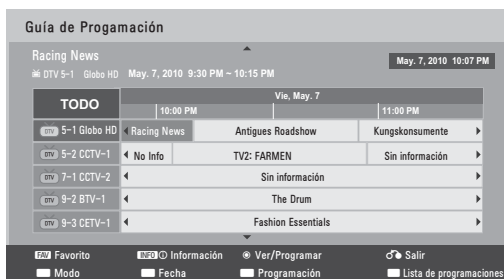 Guía de Progamación
Racing News
DTV 5-1 Globo HD May. 7, 2010 9:30 PM ~ 10:15 PM
May. 7, 2010 10:07 PM
TODO
Vie, May. 7
10:00 PM 11:00 PM
DTV 5-1 Globo HD Racing News Antigues Roadshow Kungskonsumente
DTV 5-2 CCTV-1 No Info TV2: FARMEN Sin información
DTV 7-1 CCTV-2 Sin información
DTV 9-2 BTV-1 The Drum
DTV 9-3 CETV-1 Fashion Essentials
FAV Favorito INFO ⓘ Información Ver/Programar Salir
Modo Fecha Programación Lista de programaciones